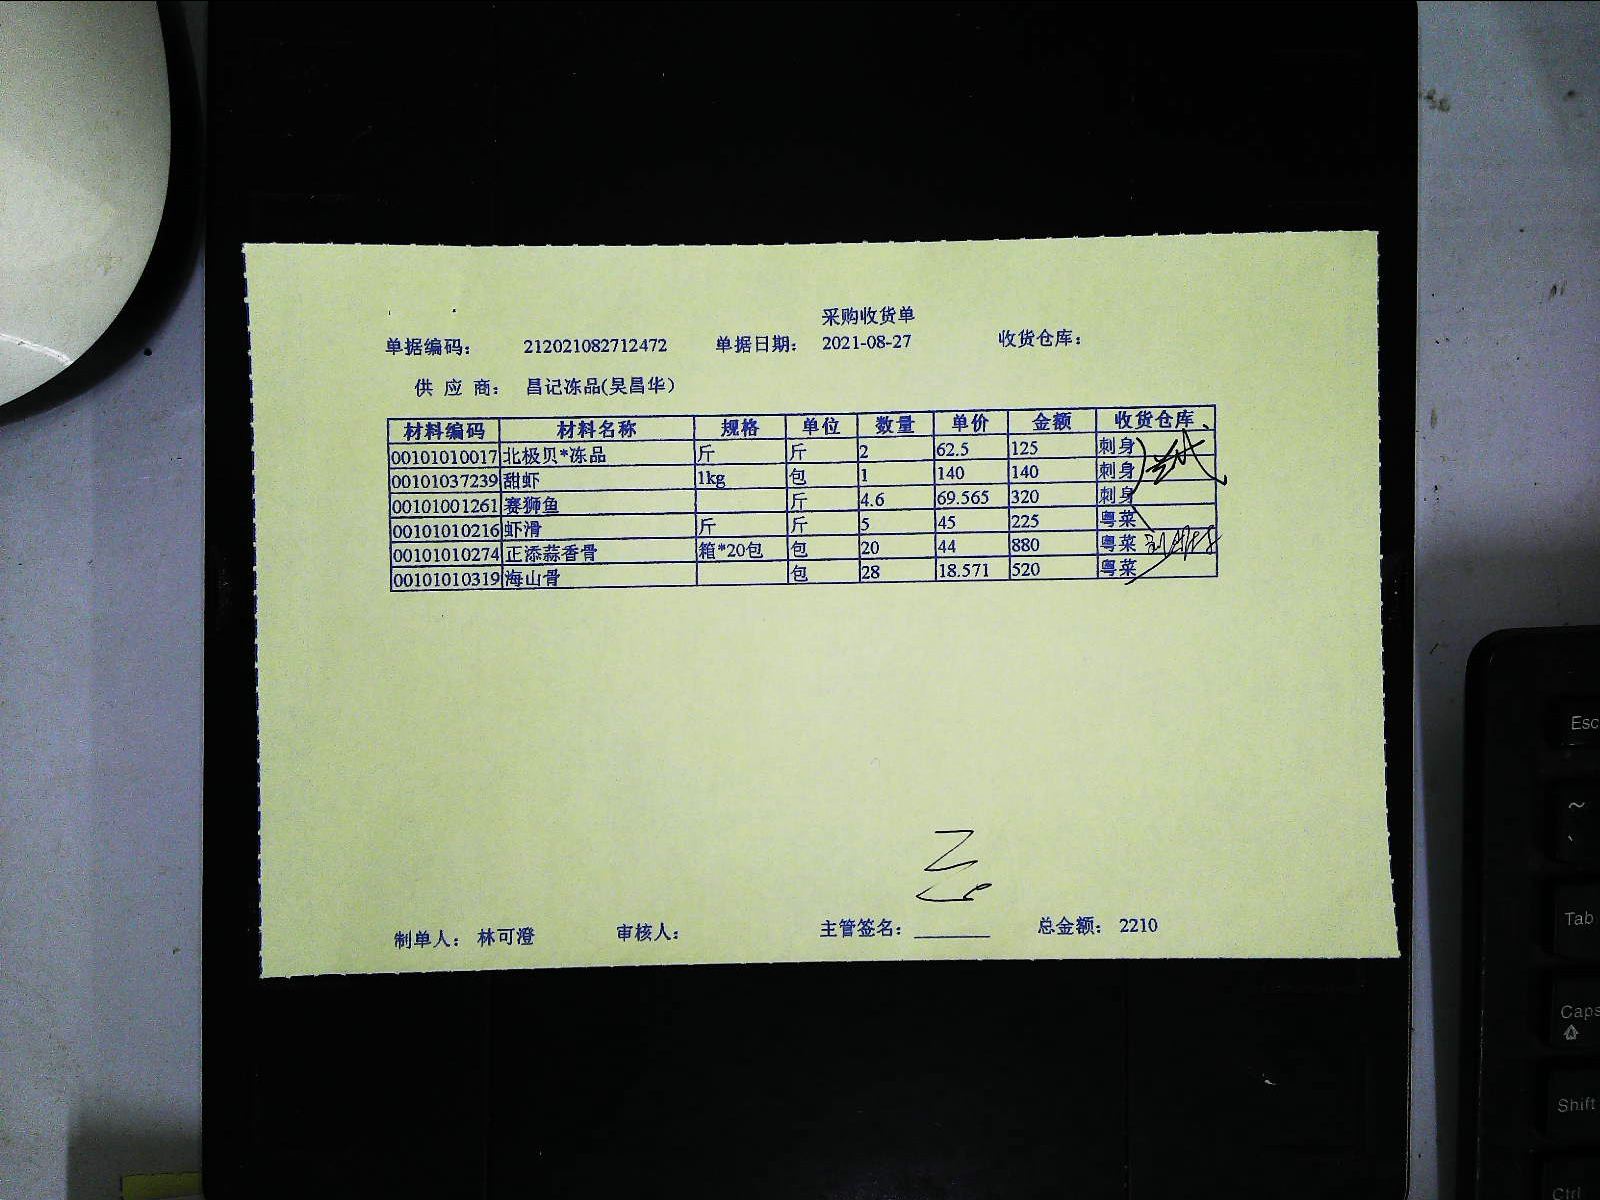 采购收货单
单据编码： 212021082712472 单据日期： 2021-08-27 收货仓库：
供 应 商： 昌记冻品(吴昌华)
材料编码 材料名称 规格 单位 数量 单价 金额 收货仓库
00101010017 北极贝*冻品 斤 斤 2 62.5 125 刺身
00101037239 甜虾 1kg 包 1 140 140 刺身
00101001261 赛狮鱼 斤 4.6 69.565 320 刺身
00101010216 虾滑 斤 斤 5 45 225 粤菜
00101010274 正添蒜香骨 箱*20包 包 20 44 880 粤菜
00101010319 海山骨 包 28 18.571 520 粤菜
制单人： 林可澄 审核人： 主管签名： 总金额： 2210
Esc
~
Tab
Caps
Shift
Ctrl